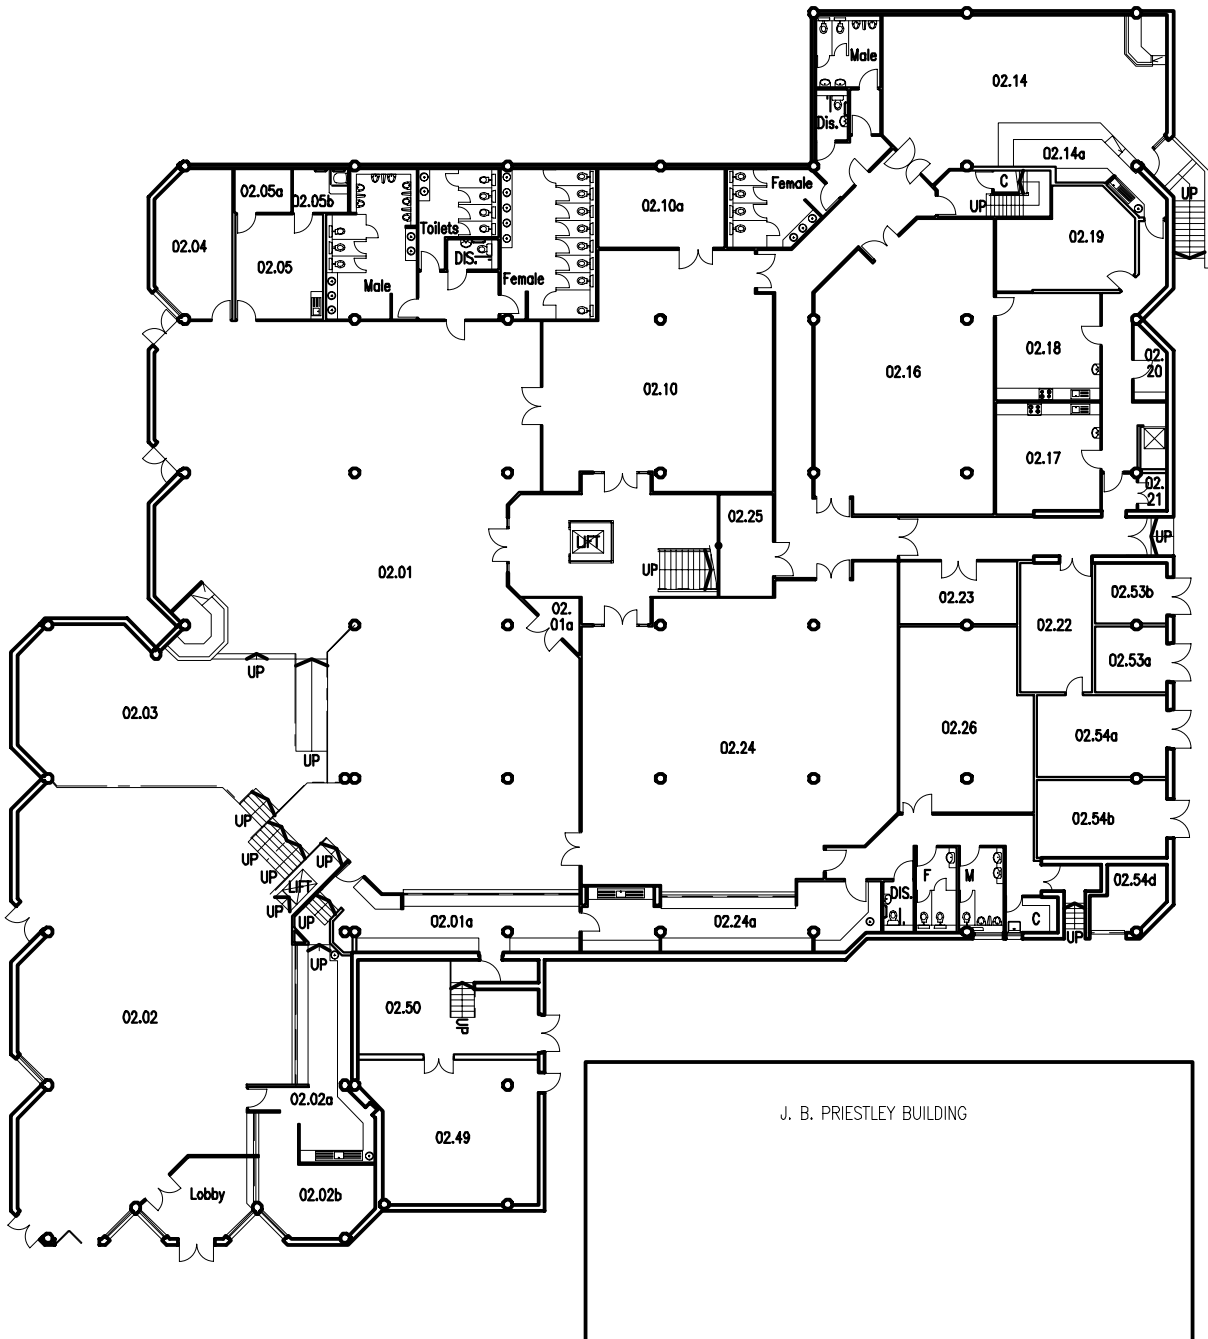 Male
02.14
Dis.
02.14a
Female
C
UP
UP
02.05a
02.05b
02.10a
02.04
Toilets
02.19
02.05
DIS.
Female
Male
02.18
02.
20
02.16
02.10
02.17
02.
21
02.25
LIFT
UP
UP
02.01
02.
01a
02.23
02.53b
02.22
02.53a
UP
02.03
02.24
02.26
02.54a
UP
UP
02.54b
UP
UP
UP
LIFT
UP
UP
F
M
DIS.
02.54d
02.01a
02.24a
C
UP
UP
02.50
UP
02.02
02.02a
J. B. PRIESTLEY BUILDING
02.49
Lobby
02.02b